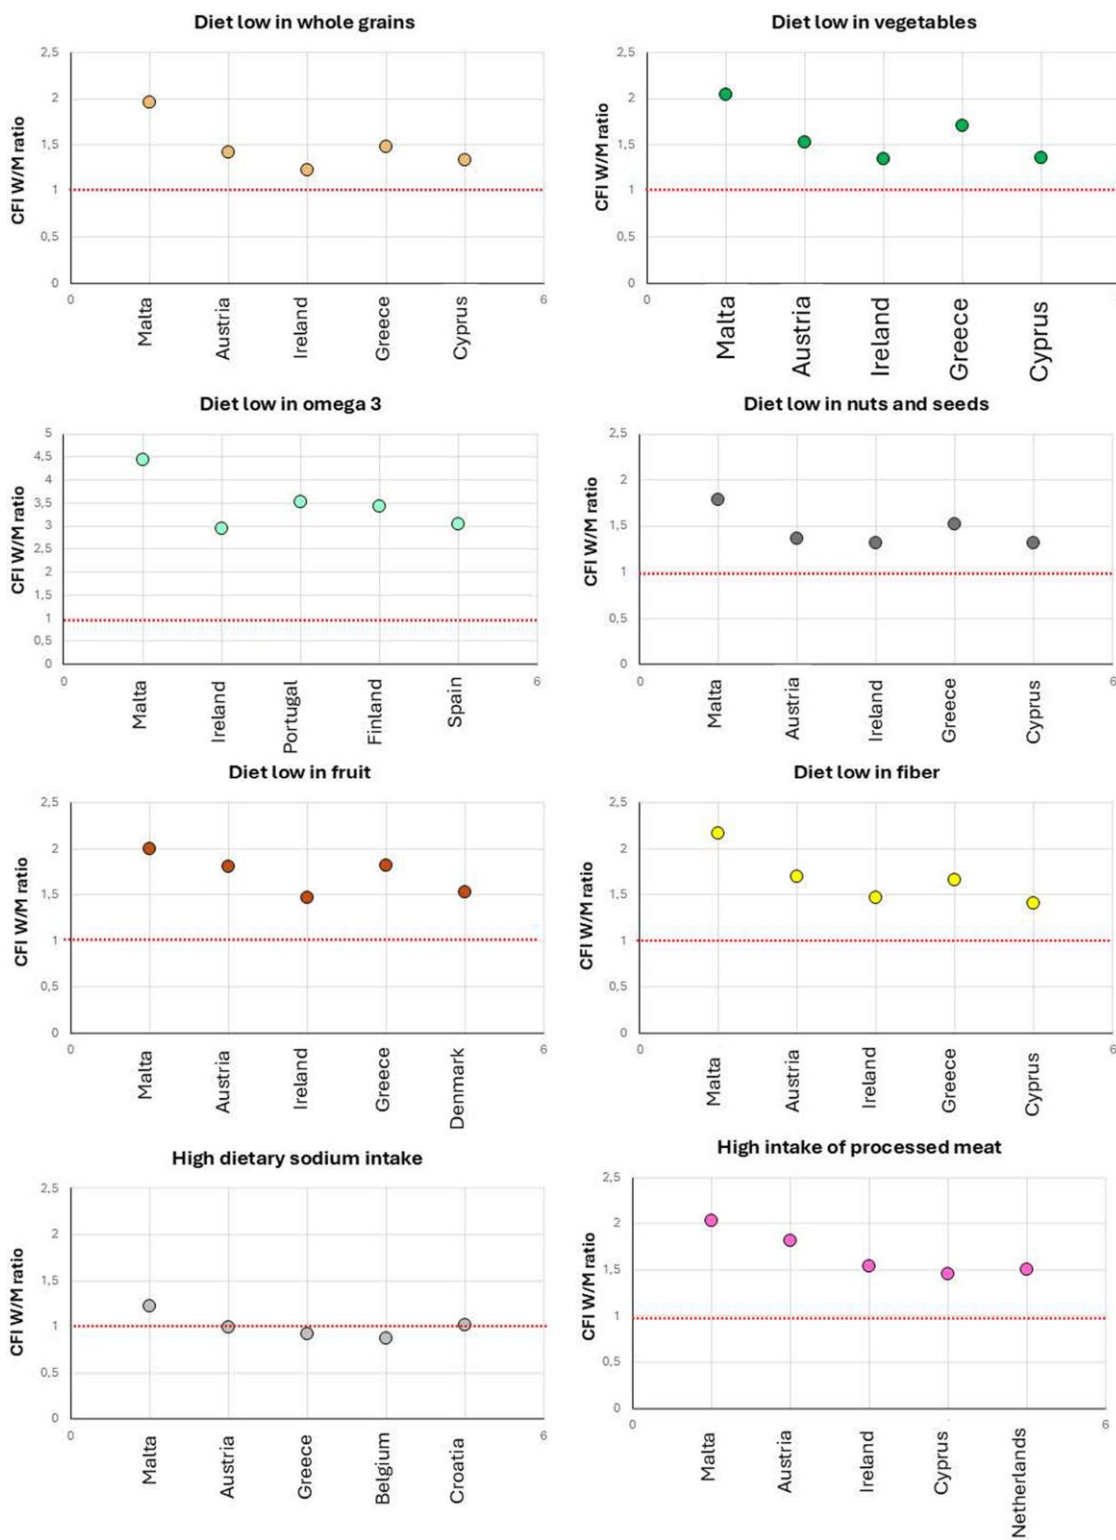 Diet low in whole grains
CFI W/M ratio
2,5
2
1,5
1
0,5
0
0
6
Malta
Austria
Ireland
Greece
Cyprus
Diet low in vegetables
CFI W/M ratio
2,5
2
1,5
1
0,5
0
0
Malta
Austria
Ireland
Greece
Cyprus
Diet low in omega 3
CFI W/M ratio
5
4,5
4
3,5
3
2,5
2
1,5
1
0,5
0
0
6
Malta
Ireland
Portugal
Finland
Spain
Diet low in nuts and seeds
CFI W/M ratio
2,5
2
1,5
1
0,5
0
0
6
Malta
Austria
Ireland
Greece
Cyprus
Diet low in fruit
CFI W/M ratio
2,5
2
1,5
1
0,5
0
0
6
Malta
Austria
Ireland
Greece
Denmark
Diet low in fiber
CFI W/M ratio
2,5
2
1,5
1
0,5
0
0
6
Malta
Austria
Ireland
Greece
Cyprus
High dietary sodium intake
CFI W/M ratio
2,5
2
1,5
1
0,5
0
0
6
Malta
Austria
Greece
Belgium
Croatia
High intake of processed meat
CFI W/M ratio
2,5
2
1,5
1
0,5
0
0
6
Malta
Austria
Ireland
Cyprus
Netherlands